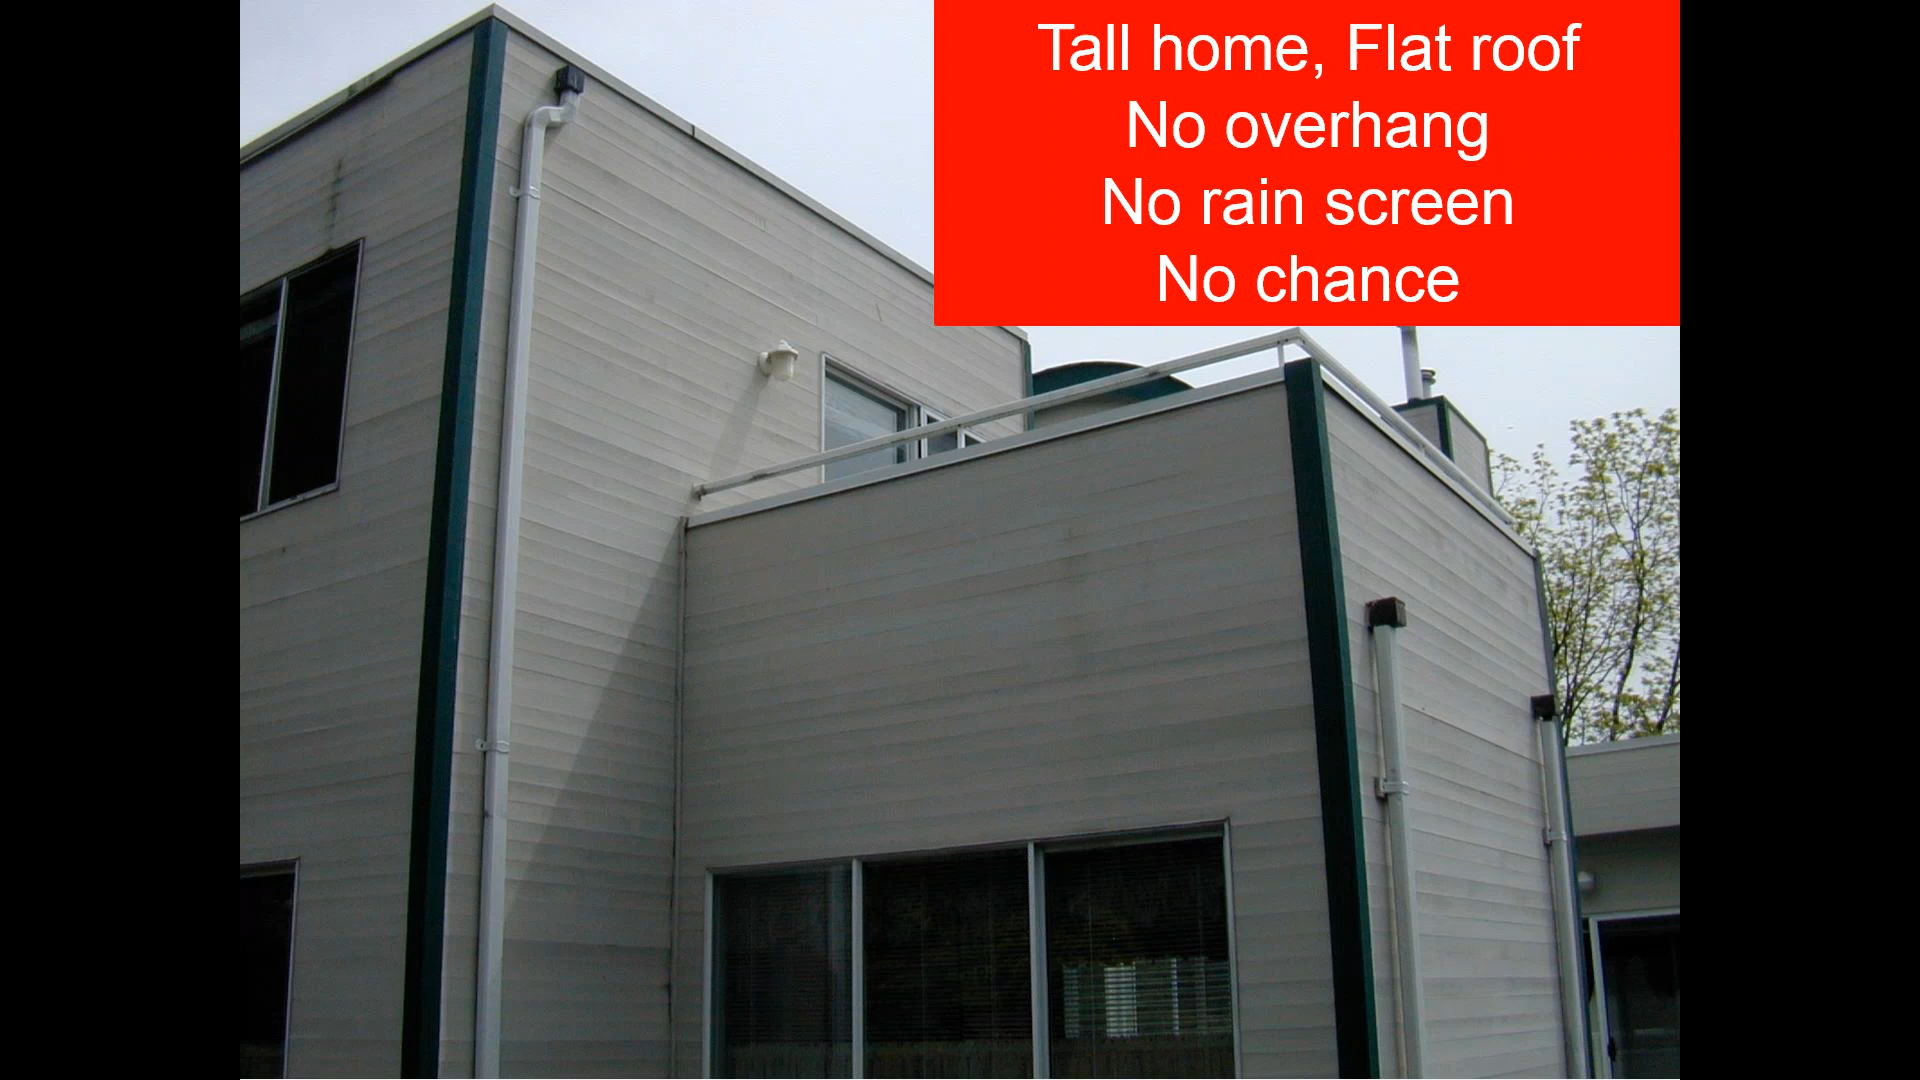 Tall home, Flat roof
No overhang
No rain screen
No chance